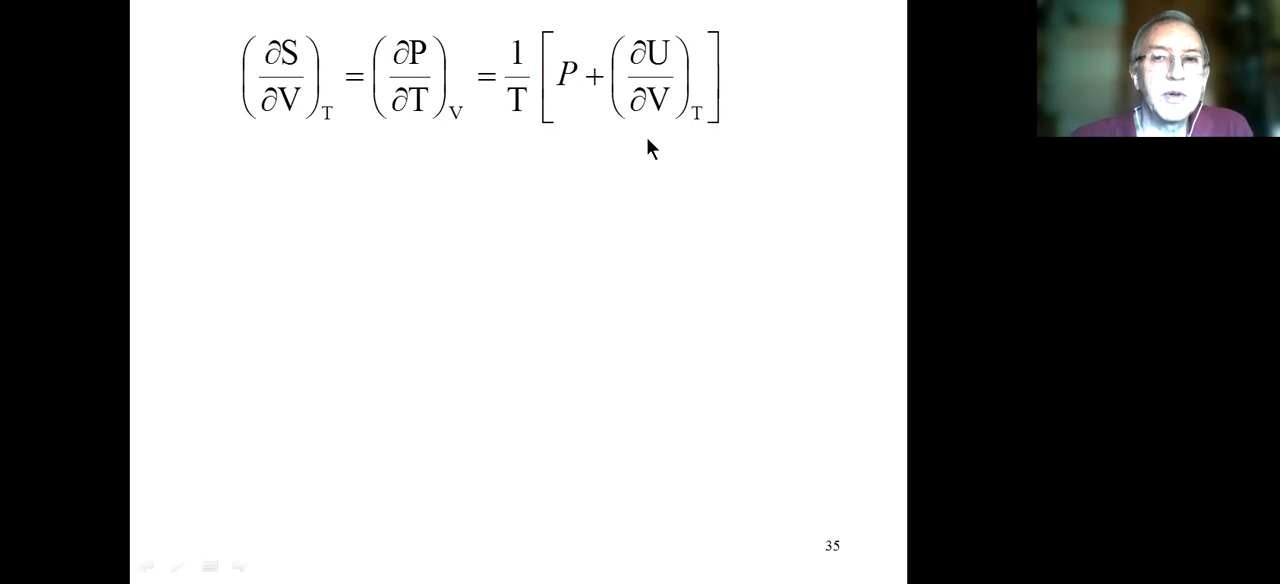 (∂S/∂V)_T = (∂P/∂T)_V = 1/T [P + (∂U/∂V)_T]
35